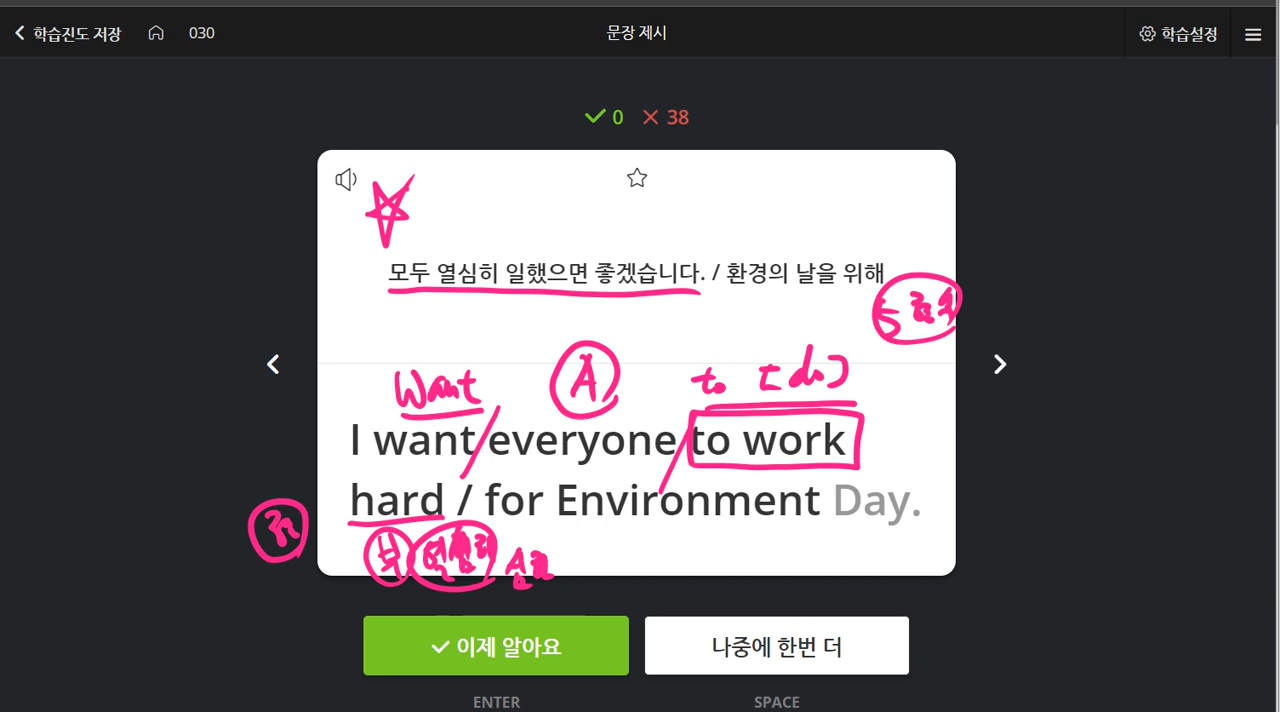 학습진도 저장 030 문장 제시 학습설정
0 38
모두 열심히 일했으면 좋겠습니다. / 환경의 날을 위해
Want A to [do]
I want everyone to work
hard / for Environment Day.
부 열심히
이제 알아요 나중에 한번 더
ENTER SPACE